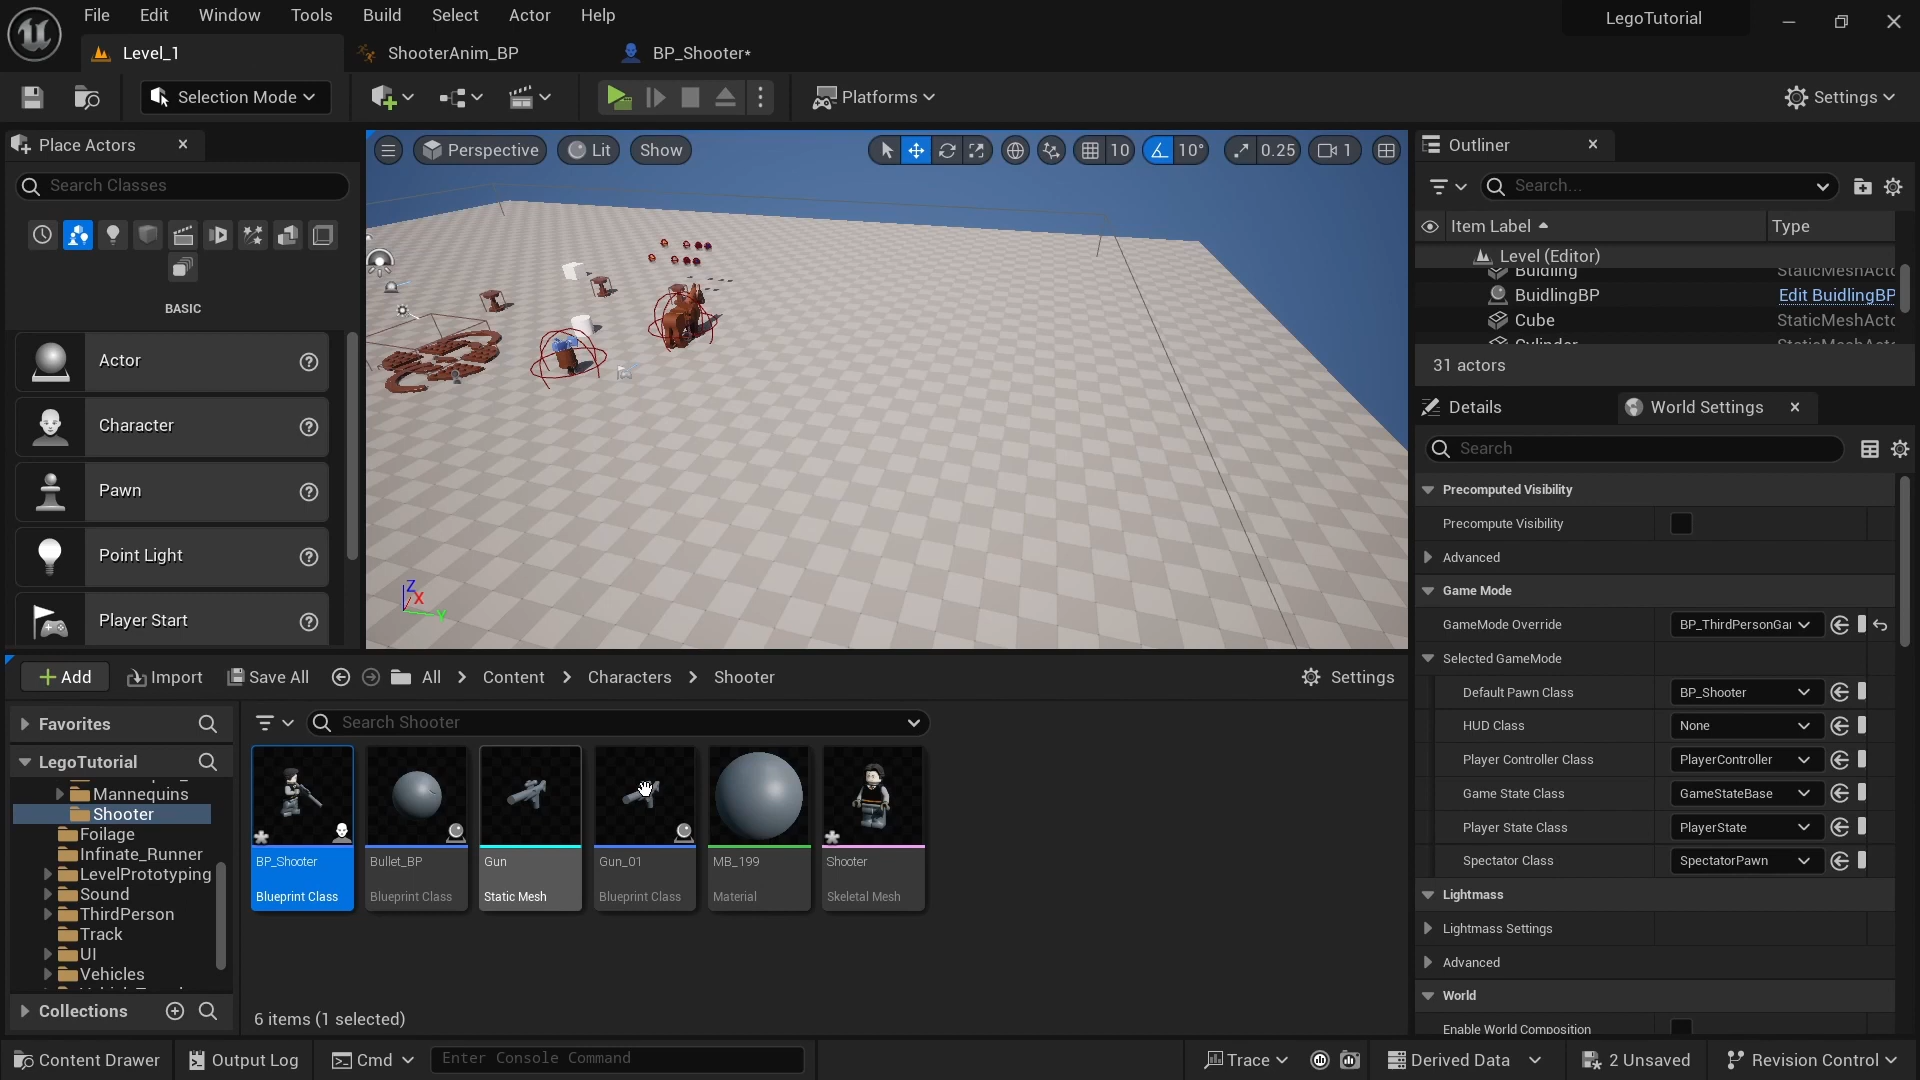 File Edit Window Tools Build Select Actor Help
LegoTutorial
Level_1
ShooterAnim_BP
BP_Shooter*
Selection Mode
Platforms
Settings
Place Actors
Search Classes
BASIC
Actor
Character
Pawn
Point Light
Player Start
Perspective
Lit
Show
10
10°
0.25
1
Z
X
Y
Outliner
Search...
Item Label
Type
Level (Editor)
Buidling
StaticMeshActo
BuidlingBP
Edit BuidlingBP
Cube
StaticMeshActo
Cylinder
StaticMeshActo
31 actors
Details
World Settings
Search
Precomputed Visibility
Precompute Visibility
Advanced
Game Mode
GameMode Override
BP_ThirdPersonGa
Selected GameMode
Default Pawn Class
BP_Shooter
HUD Class
None
Player Controller Class
PlayerController
Game State Class
GameStateBase
Player State Class
PlayerState
Spectator Class
SpectatorPawn
Lightmass
Lightmass Settings
Advanced
World
Enable World Composition
Add
Import
Save All
All
Content
Characters
Shooter
Settings
Favorites
LegoTutorial
Mannequins
Shooter
Foilage
Infinate_Runner
LevelPrototyping
Sound
ThirdPerson
Track
UI
Vehicles
Collections
Search Shooter
BP_Shooter
Blueprint Class
Bullet_BP
Blueprint Class
Gun
Static Mesh
Gun_01
Blueprint Class
MB_199
Material
Shooter
Skeletal Mesh
6 items (1 selected)
Content Drawer
Output Log
Cmd
Enter Console Command
Trace
Derived Data
2 Unsaved
Revision Control